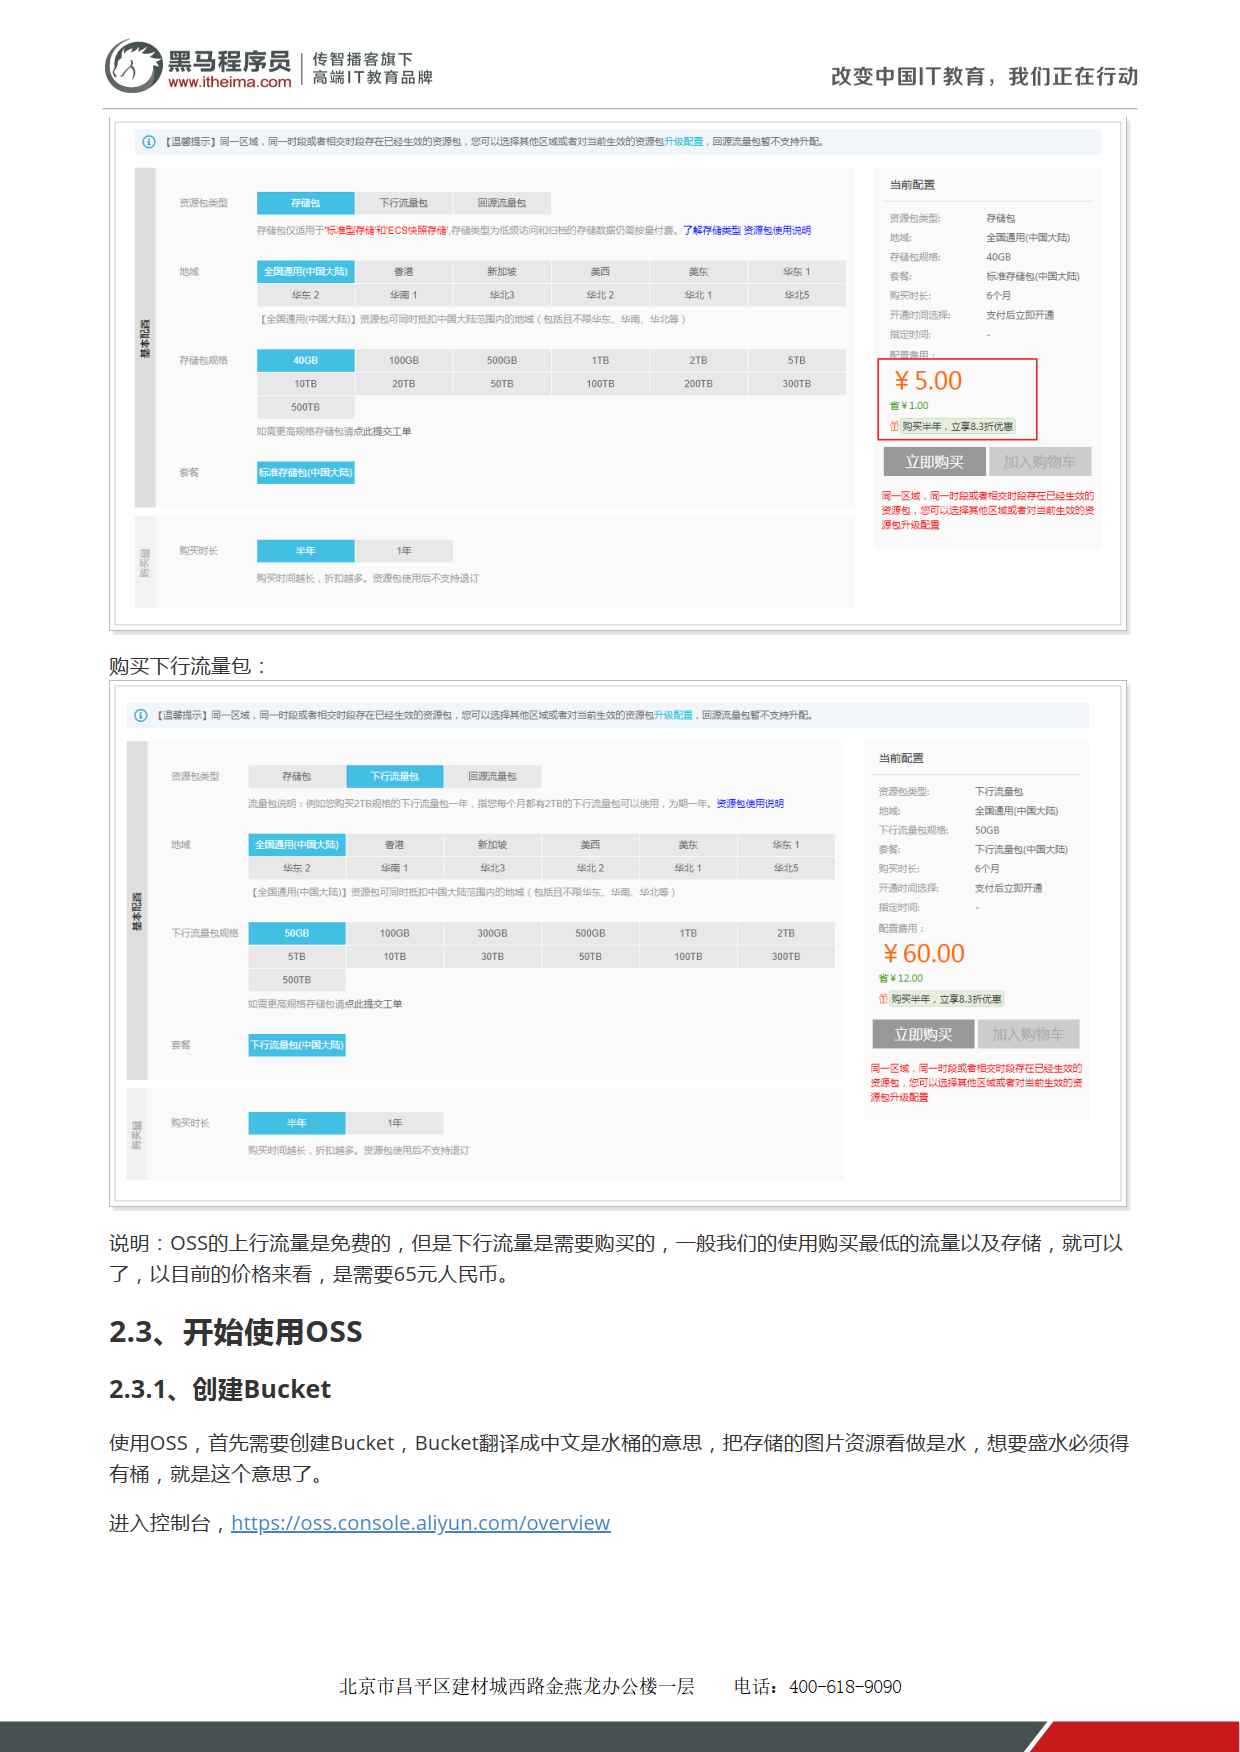 黑马程序员
www.itheima.com
传智播客旗下
高端IT教育品牌
改变中国IT教育，我们正在行动
【温馨提示】同一区域，同一时段或者相交时段存在已经生效的资源包，您可以选择其他区域或者对当前生效的资源包升级配置，回源流量包暂不支持升配。
基本配置
资源包类型 存储包 下行流量包 回源流量包
存储包仅适用于'标准型存储'和'ECS快照存储',存储类型为低频访问和归档的存储数据仍需按量付费。了解存储类型 资源包使用说明
地域 全国通用(中国大陆) 香港 新加坡 美西 美东 华东 1
华东 2 华南 1 华北3 华北 2 华北 1 华北5
【全国通用(中国大陆)】资源包可同时抵扣中国大陆范围内的地域（包括且不限华东、华南、华北等）
存储包规格 40GB 100GB 500GB 1TB 2TB 5TB
10TB 20TB 50TB 100TB 200TB 300TB
500TB
如需更高规格存储包请点此提交工单
套餐 标准存储包(中国大陆)
购买量
购买时长 半年 1年
购买时间越长，折扣越多。资源包使用后不支持退订
当前配置
资源包类型: 存储包
地域: 全国通用(中国大陆)
存储包规格: 40GB
套餐: 标准存储包(中国大陆)
购买时长: 6个月
开通时间选择: 支付后立即开通
指定时间: -
配置费用：
¥ 5.00
省¥ 1.00
购买半年，立享8.3折优惠
立即购买 加入购物车
同一区域，同一时段或者相交时段存在已经生效的
资源包，您可以选择其他区域或者对当前生效的资
源包升级配置
购买下行流量包：
【温馨提示】同一区域，同一时段或者相交时段存在已经生效的资源包，您可以选择其他区域或者对当前生效的资源包升级配置，回源流量包暂不支持升配。
基本配置
资源包类型 存储包 下行流量包 回源流量包
流量包说明：例如您购买2TB规格的下行流量包一年，指您每个月都有2TB的下行流量包可以使用，为期一年。资源包使用说明
地域 全国通用(中国大陆) 香港 新加坡 美西 美东 华东 1
华东 2 华南 1 华北3 华北 2 华北 1 华北5
【全国通用(中国大陆)】资源包可同时抵扣中国大陆范围内的地域（包括且不限华东、华南、华北等）
下行流量包规格 50GB 100GB 300GB 500GB 1TB 2TB
5TB 10TB 30TB 50TB 100TB 300TB
500TB
如需更高规格存储包请点此提交工单
套餐 下行流量包(中国大陆)
购买量
购买时长 半年 1年
购买时间越长，折扣越多。资源包使用后不支持退订
当前配置
资源包类型: 下行流量包
地域: 全国通用(中国大陆)
下行流量包规格: 50GB
套餐: 下行流量包(中国大陆)
购买时长: 6个月
开通时间选择: 支付后立即开通
指定时间: -
配置费用：
¥ 60.00
省¥ 12.00
购买半年，立享8.3折优惠
立即购买 加入购物车
同一区域，同一时段或者相交时段存在已经生效的
资源包，您可以选择其他区域或者对当前生效的资
源包升级配置
说明：OSS的上行流量是免费的，但是下行流量是需要购买的，一般我们的使用购买最低的流量以及存储，就可以
了，以目前的价格来看，是需要65元人民币。
2.3、开始使用OSS
2.3.1、创建Bucket
使用OSS，首先需要创建Bucket，Bucket翻译成中文是水桶的意思，把存储的图片资源看做是水，想要盛水必须得
有桶，就是这个意思了。
进入控制台，https://oss.console.aliyun.com/overview
北京市昌平区建材城西路金燕龙办公楼一层 电话：400-618-9090